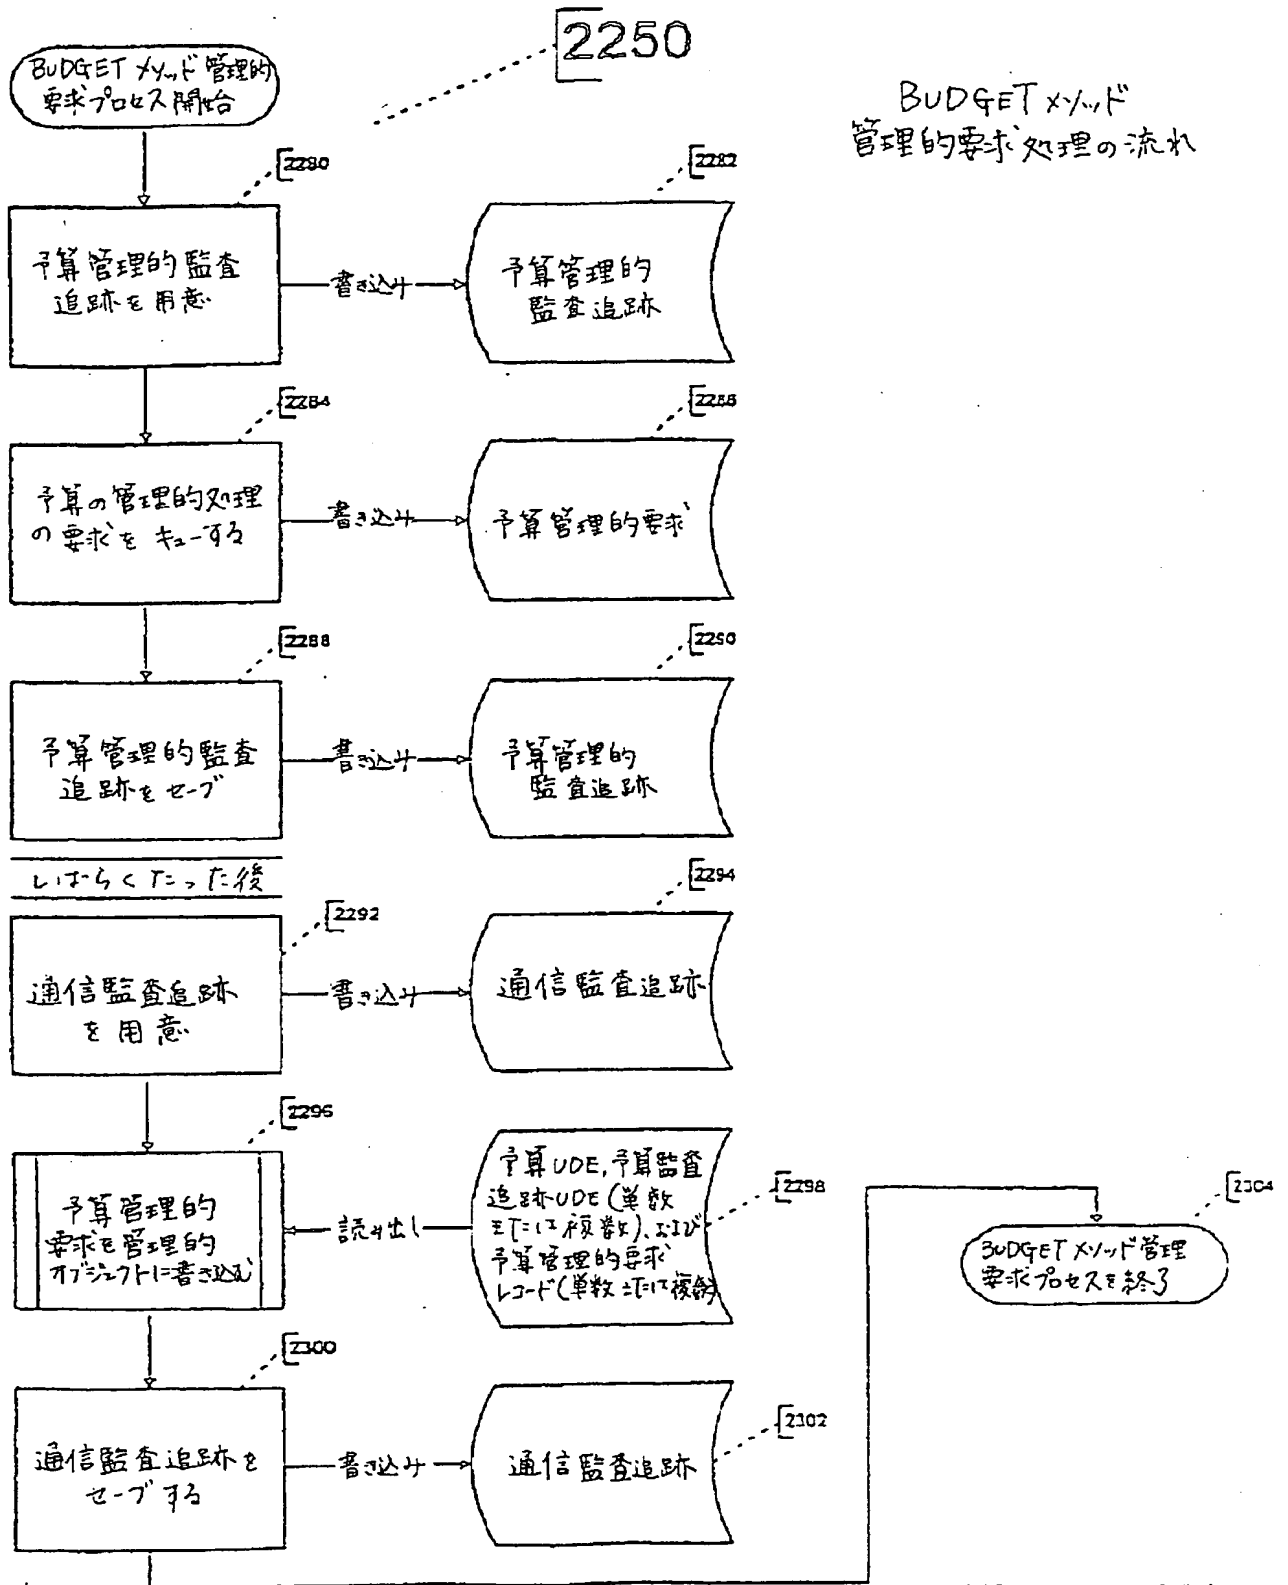 2250
BUDGETメソッド管理的
要求プロセス開始
BUDGETメソッド
管理的要求処理の流れ
2280
2282
予算管理的監査
追跡を用意
書き込み
予算管理的
監査追跡
2284
2286
予算の管理的処理
の要求をキューする
書き込み
予算管理的要求
2288
2290
予算管理的監査
追跡をセーブ
書き込み
予算管理的
監査追跡
しばらくたった後
2292
2294
通信監査追跡
を用意
書き込み
通信監査追跡
2296
2298
予算管理的
要求を管理的
オブジェクトに書き込む
読み出し
予算UDE,予算監査
追跡UDE(単数
または複数)、および
予算管理的要求
レコード(単数または複数)
2304
BUDGETメソッド管理
要求プロセスを終了
2300
2302
通信監査追跡を
セーブする
書き込み
通信監査追跡